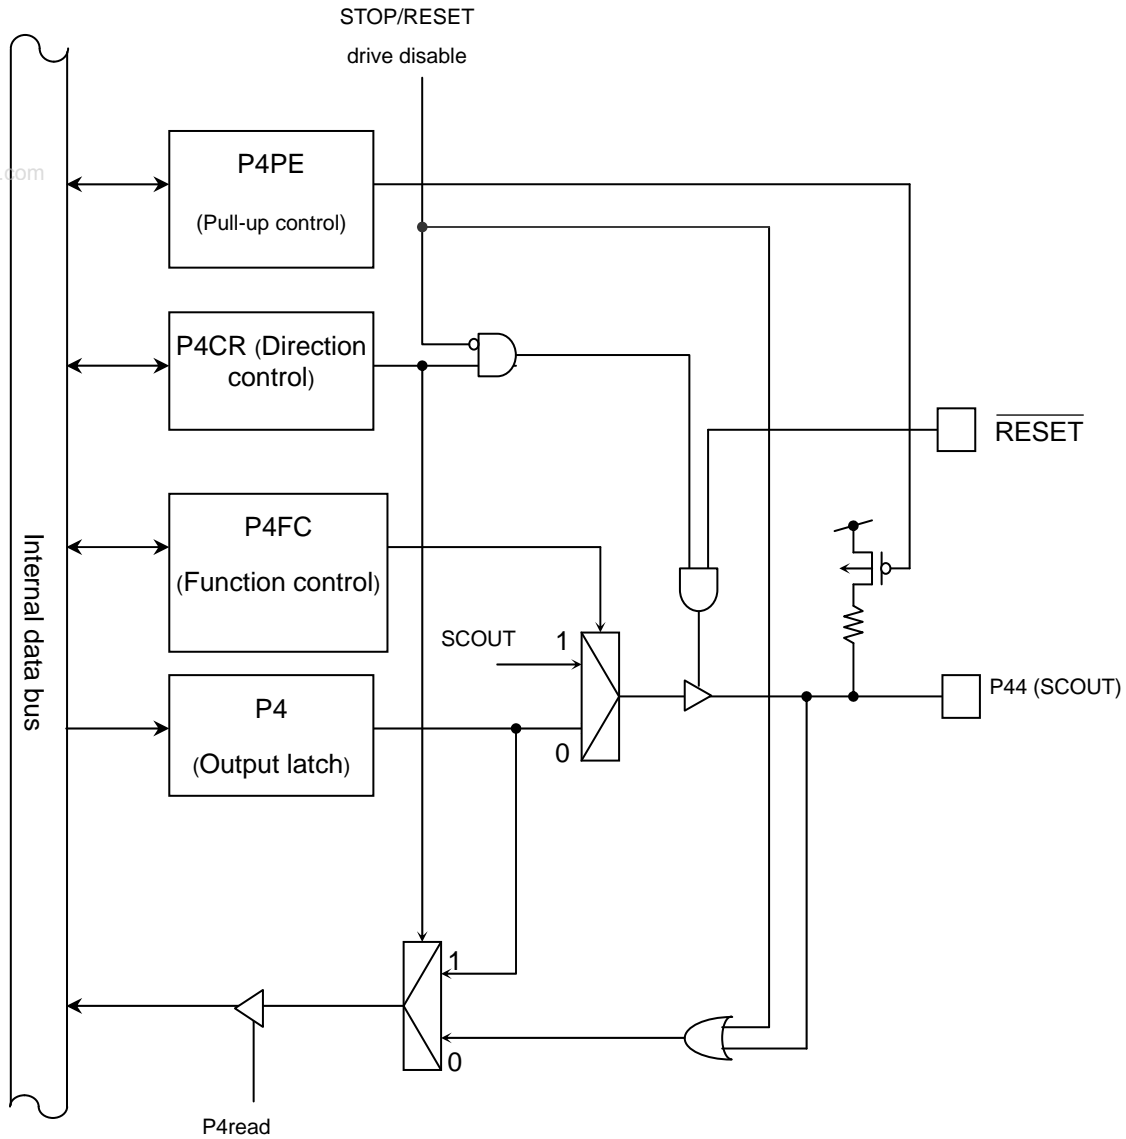 STOP/RESET
drive disable
.com
P4PE
(Pull-up control)
P4CR (Direction
control)
RESET
P4FC
(Function control)
Internal data bus
SCOUT
1
P4
(Output latch)
0
P44 (SCOUT)
1
0
P4read